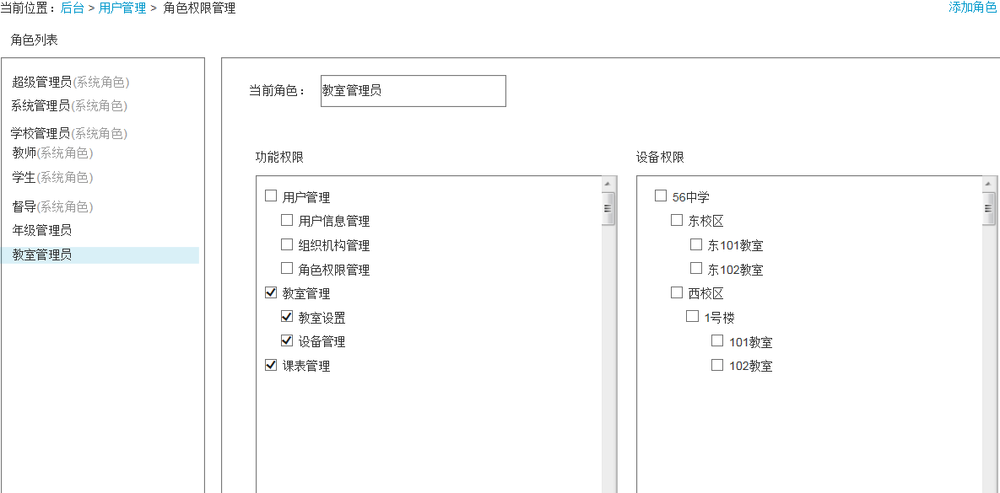 当前位置：后台 > 用户管理 > 角色权限管理
添加角色
角色列表
超级管理员(系统角色)
系统管理员(系统角色)
学校管理员(系统角色)
教师(系统角色)
学生(系统角色)
督导(系统角色)
年级管理员
教室管理员
当前角色：
教室管理员
功能权限
用户管理
用户信息管理
组织机构管理
角色权限管理
教室管理
教室设置
设备管理
课表管理
设备权限
56中学
东校区
东101教室
东102教室
西校区
1号楼
101教室
102教室